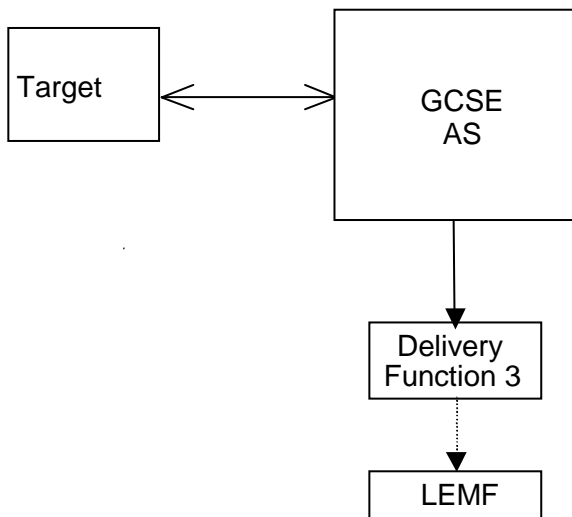 Target
GCSE
AS
Delivery
Function 3
LEMF